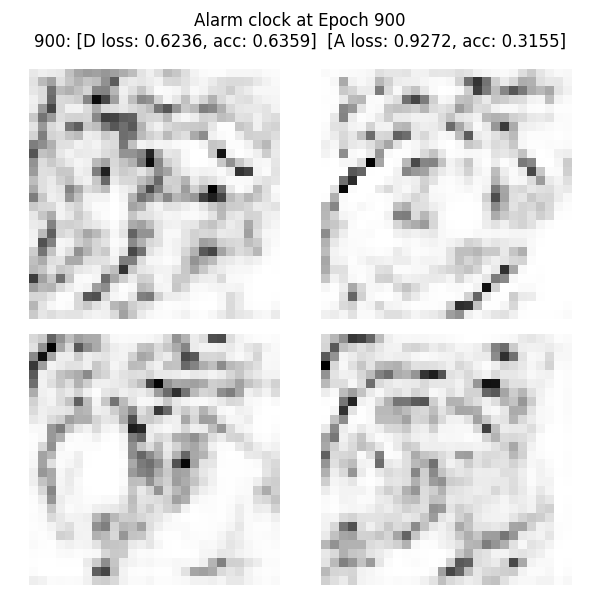 Alarm clock at Epoch 900
900: [D loss: 0.6236, acc: 0.6359]  [A loss: 0.9272, acc: 0.3155]